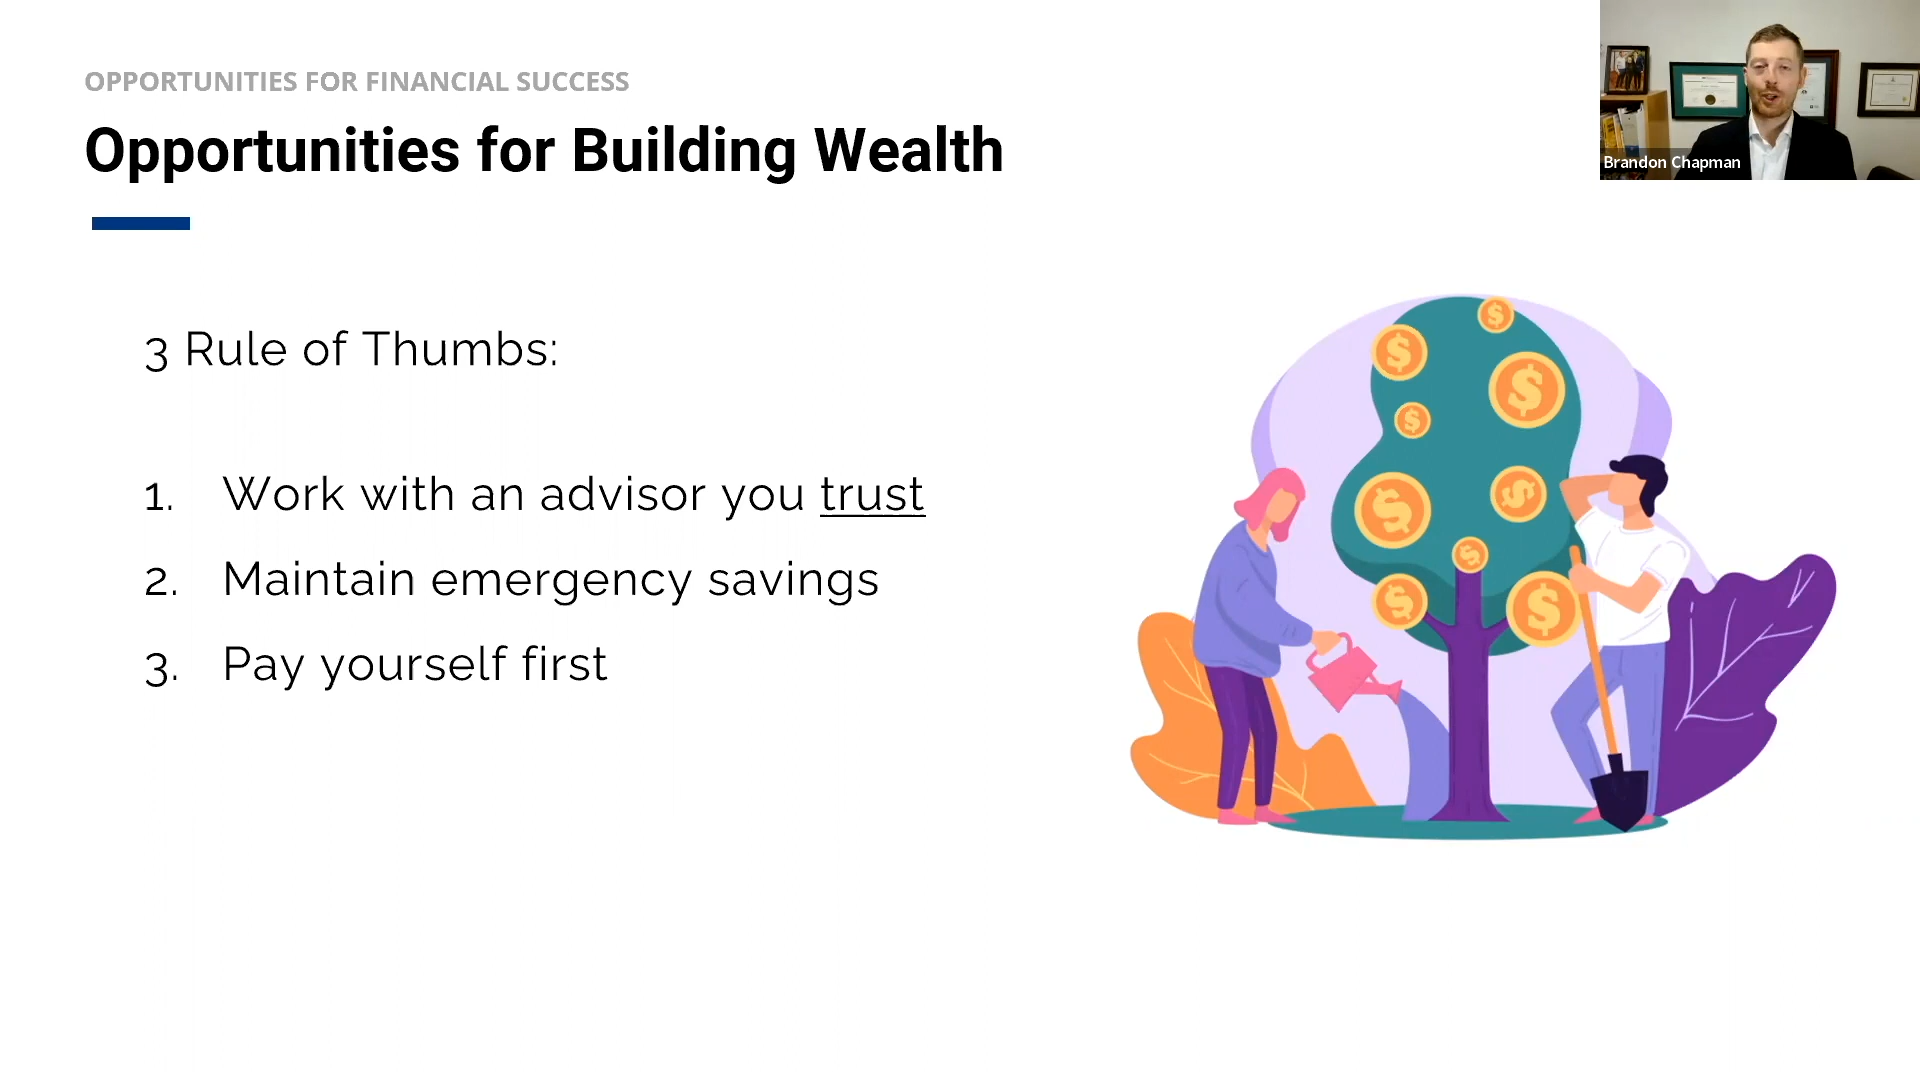 OPPORTUNITIES FOR FINANCIAL SUCCESS
Opportunities for Building Wealth
Brandon Chapman
3 Rule of Thumbs:
1. Work with an advisor you trust
2. Maintain emergency savings
3. Pay yourself first
$
$
$
$
$
$
$
$
$